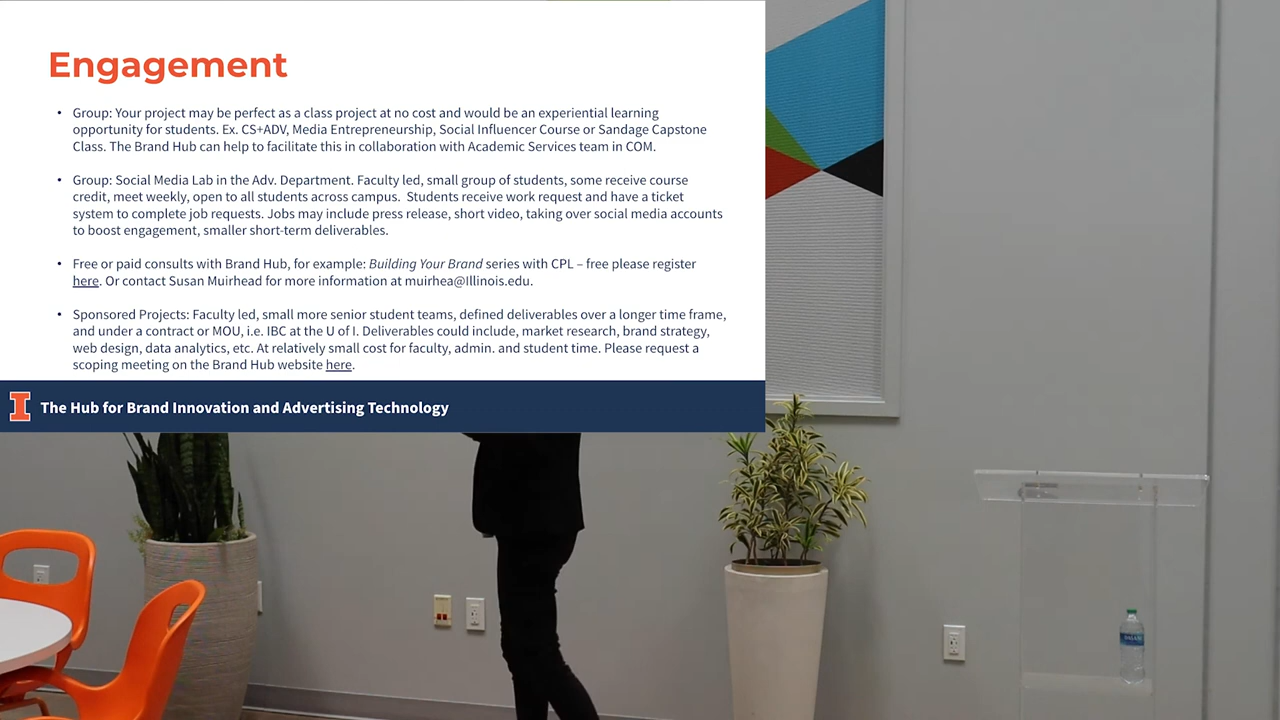 Engagement
• Group: Your project may be perfect as a class project at no cost and would be an experiential learning
opportunity for students. Ex. CS+ADV, Media Entrepreneurship, Social Influencer Course or Sandage Capstone
Class. The Brand Hub can help to facilitate this in collaboration with Academic Services team in COM.
• Group: Social Media Lab in the Adv. Department. Faculty led, small group of students, some receive course
credit, meet weekly, open to all students across campus. Students receive work request and have a ticket
system to complete job requests. Jobs may include press release, short video, taking over social media accounts
to boost engagement, smaller short-term deliverables.
• Free or paid consults with Brand Hub, for example: Building Your Brand series with CPL – free please register
here. Or contact Susan Muirhead for more information at muirhea@Illinois.edu.
• Sponsored Projects: Faculty led, small more senior student teams, defined deliverables over a longer time frame,
and under a contract or MOU, i.e. IBC at the U of I. Deliverables could include, market research, brand strategy,
web design, data analytics, etc. At relatively small cost for faculty, admin. and student time. Please request a
scoping meeting on the Brand Hub website here.
I The Hub for Brand Innovation and Advertising Technology